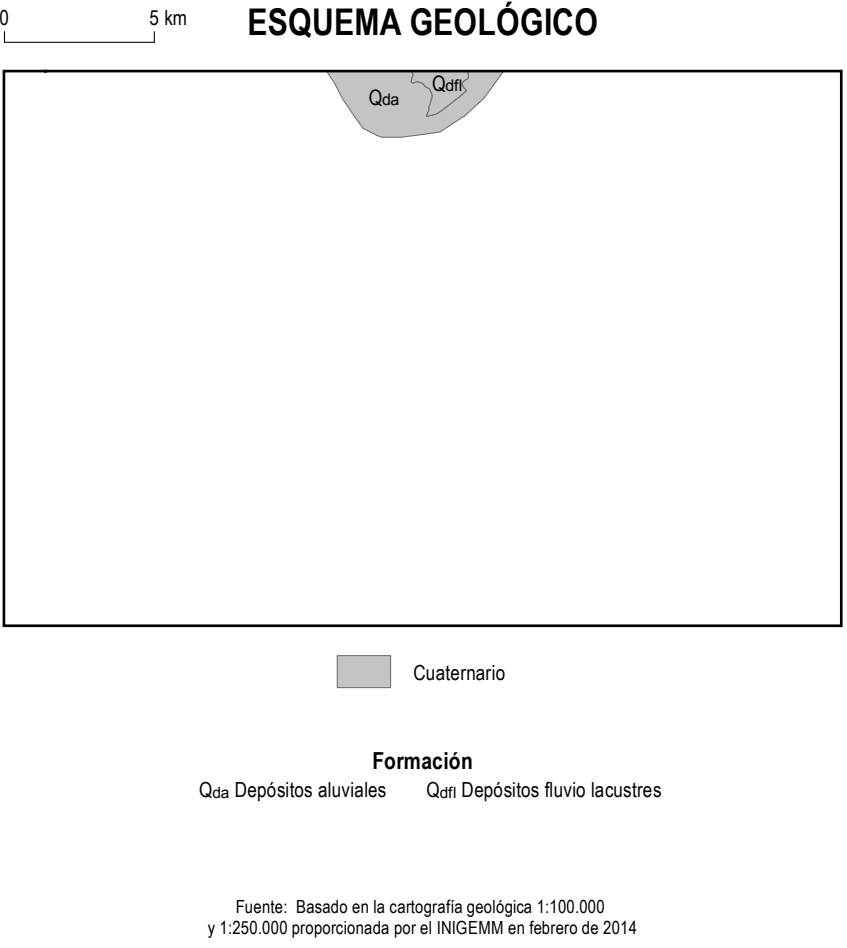 0 5 km
ESQUEMA GEOLÓGICO
Qda
Qdfl
Cuaternario
Formación
Qda Depósitos aluviales Qdfl Depósitos fluvio lacustres
Fuente: Basado en la cartografía geológica 1:100.000
y 1:250.000 proporcionada por el INIGEMM en febrero de 2014